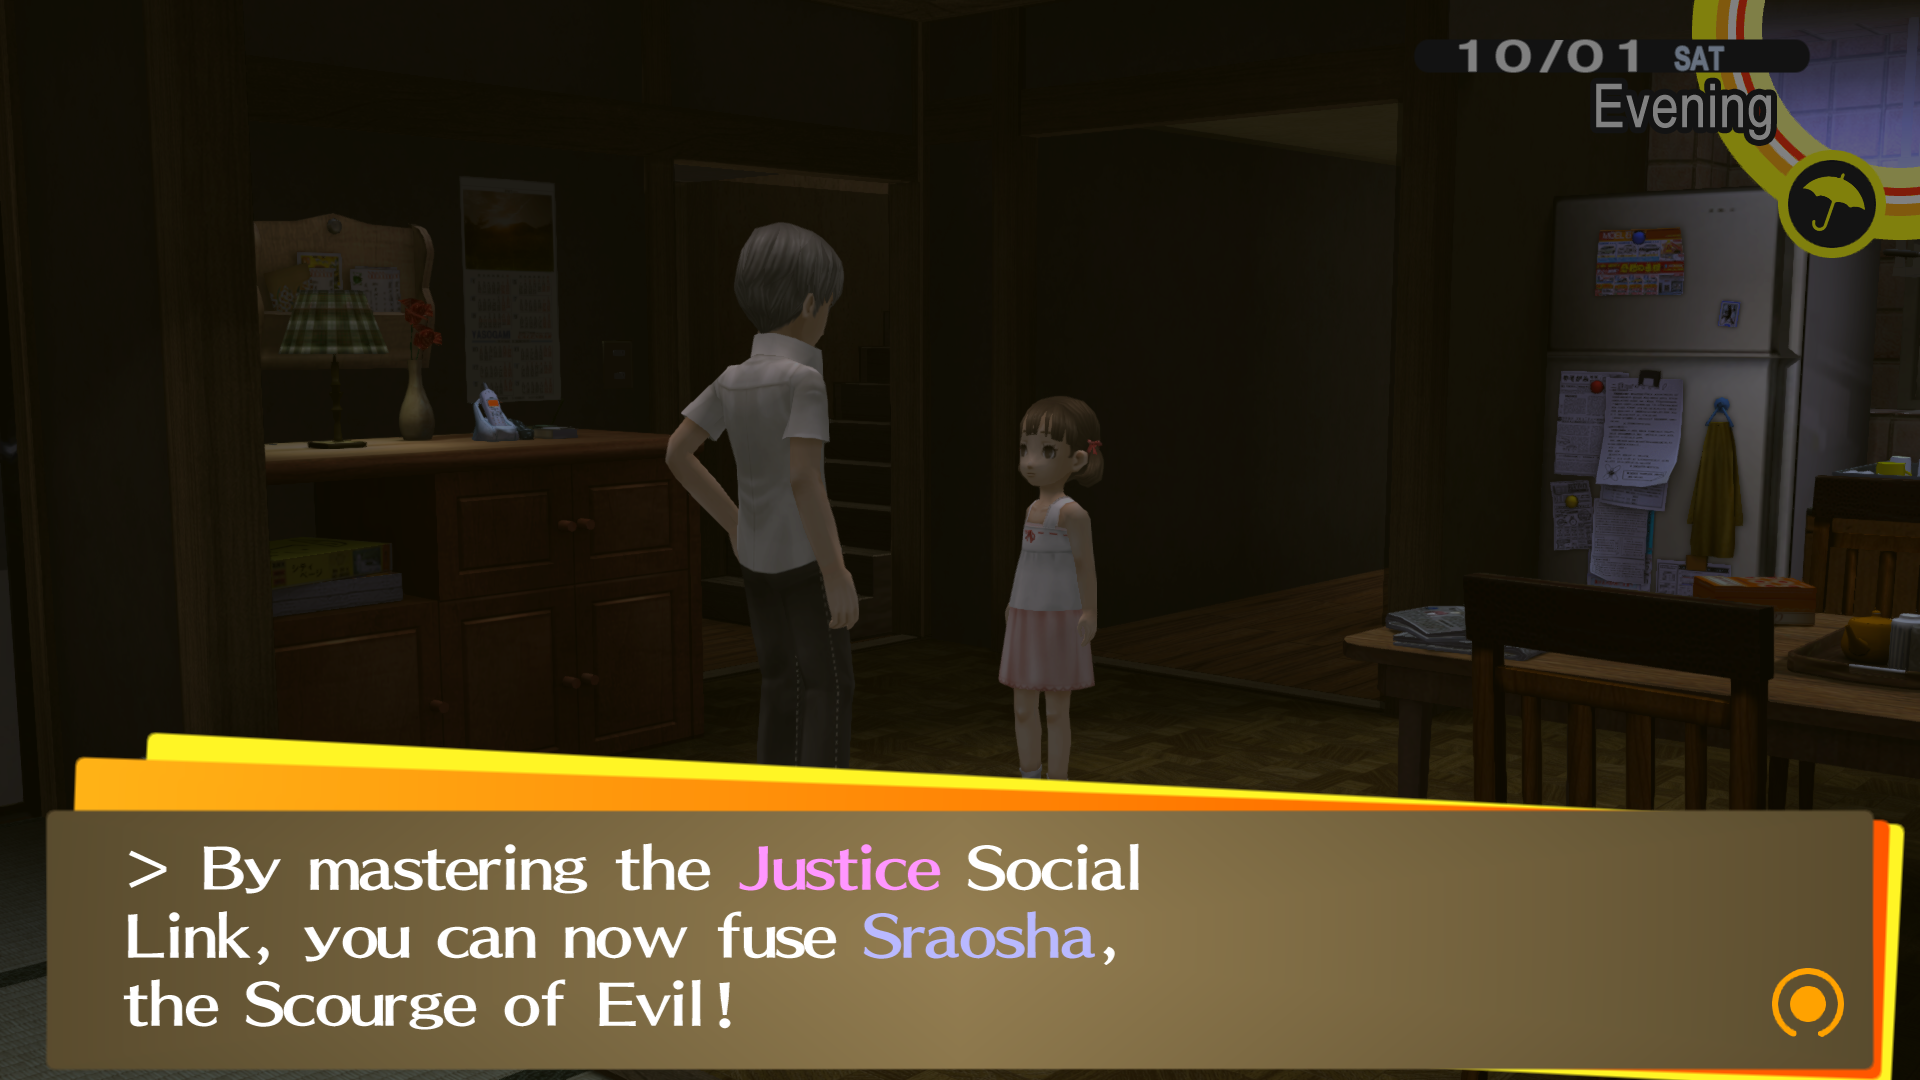 10/01 SAT
Evening
> By mastering the Justice Social
Link, you can now fuse Sraosha,
the Scourge of Evil!